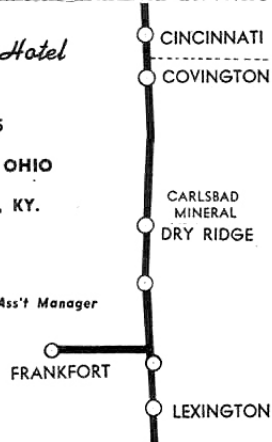 Hotel
CINCINNATI
COVINGTON
S
OHIO
, KY.
CARLSBAD
MINERAL
DRY RIDGE
Ass't Manager
FRANKFORT
LEXINGTON